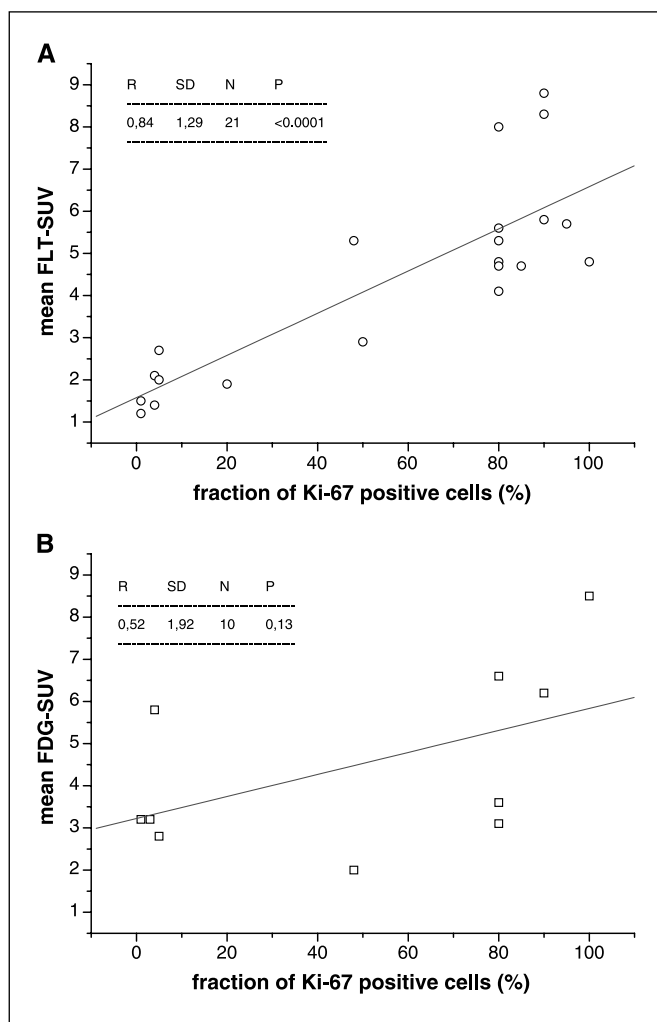 A
R SD N P
0,84 1,29 21 <0.0001
9
8
7
6
5
4
3
2
1
mean FLT-SUV
0 20 40 60 80 100
fraction of Ki-67 positive cells (%)
B
R SD N P
0,52 1,92 10 0,13
9
8
7
6
5
4
3
2
1
mean FDG-SUV
0 20 40 60 80 100
fraction of Ki-67 positive cells (%)